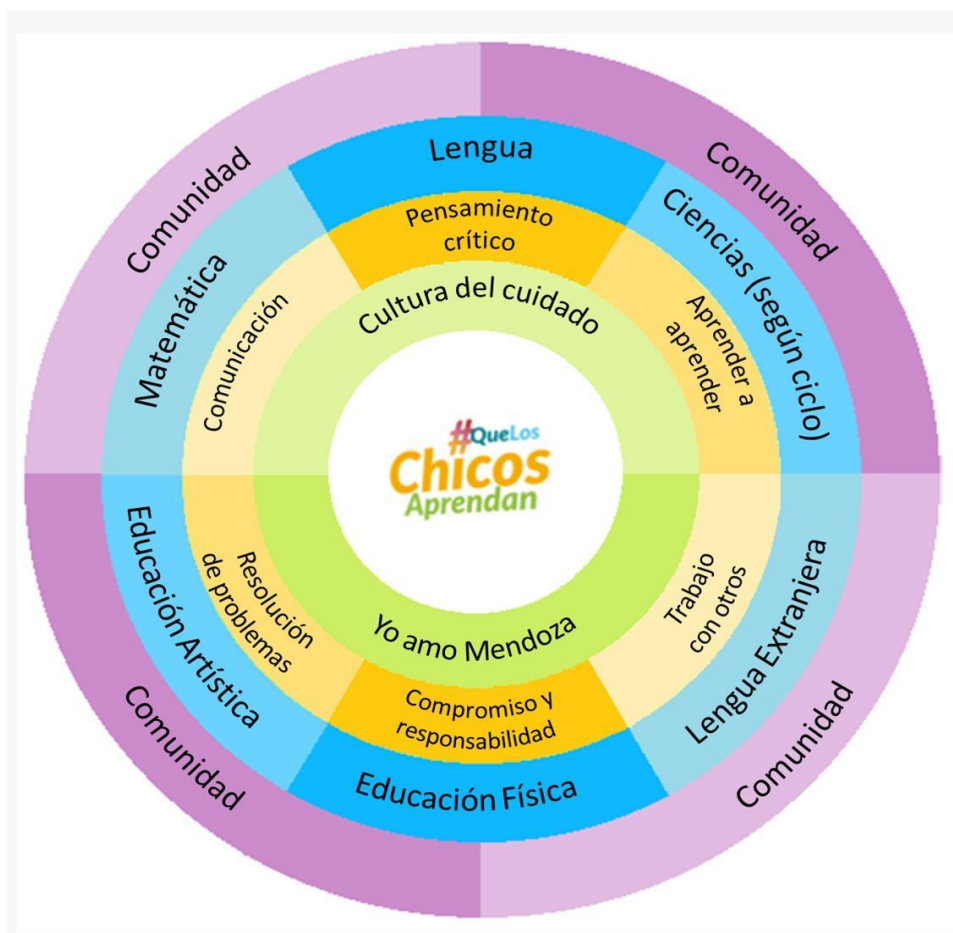 Comunidad
Comunidad
Lengua
Ciencias (según ciclo)
Matemática
Pensamiento
crítico
Aprender a
aprender
Comunicación
Cultura del cuidado
#QueLos
Chicos
Aprendan
Yo amo Mendoza
Resolución
de problemas
Trabajo
con otros
Compromiso y
responsabilidad
Educación Artística
Lengua Extranjera
Educación Física
Comunidad
Comunidad